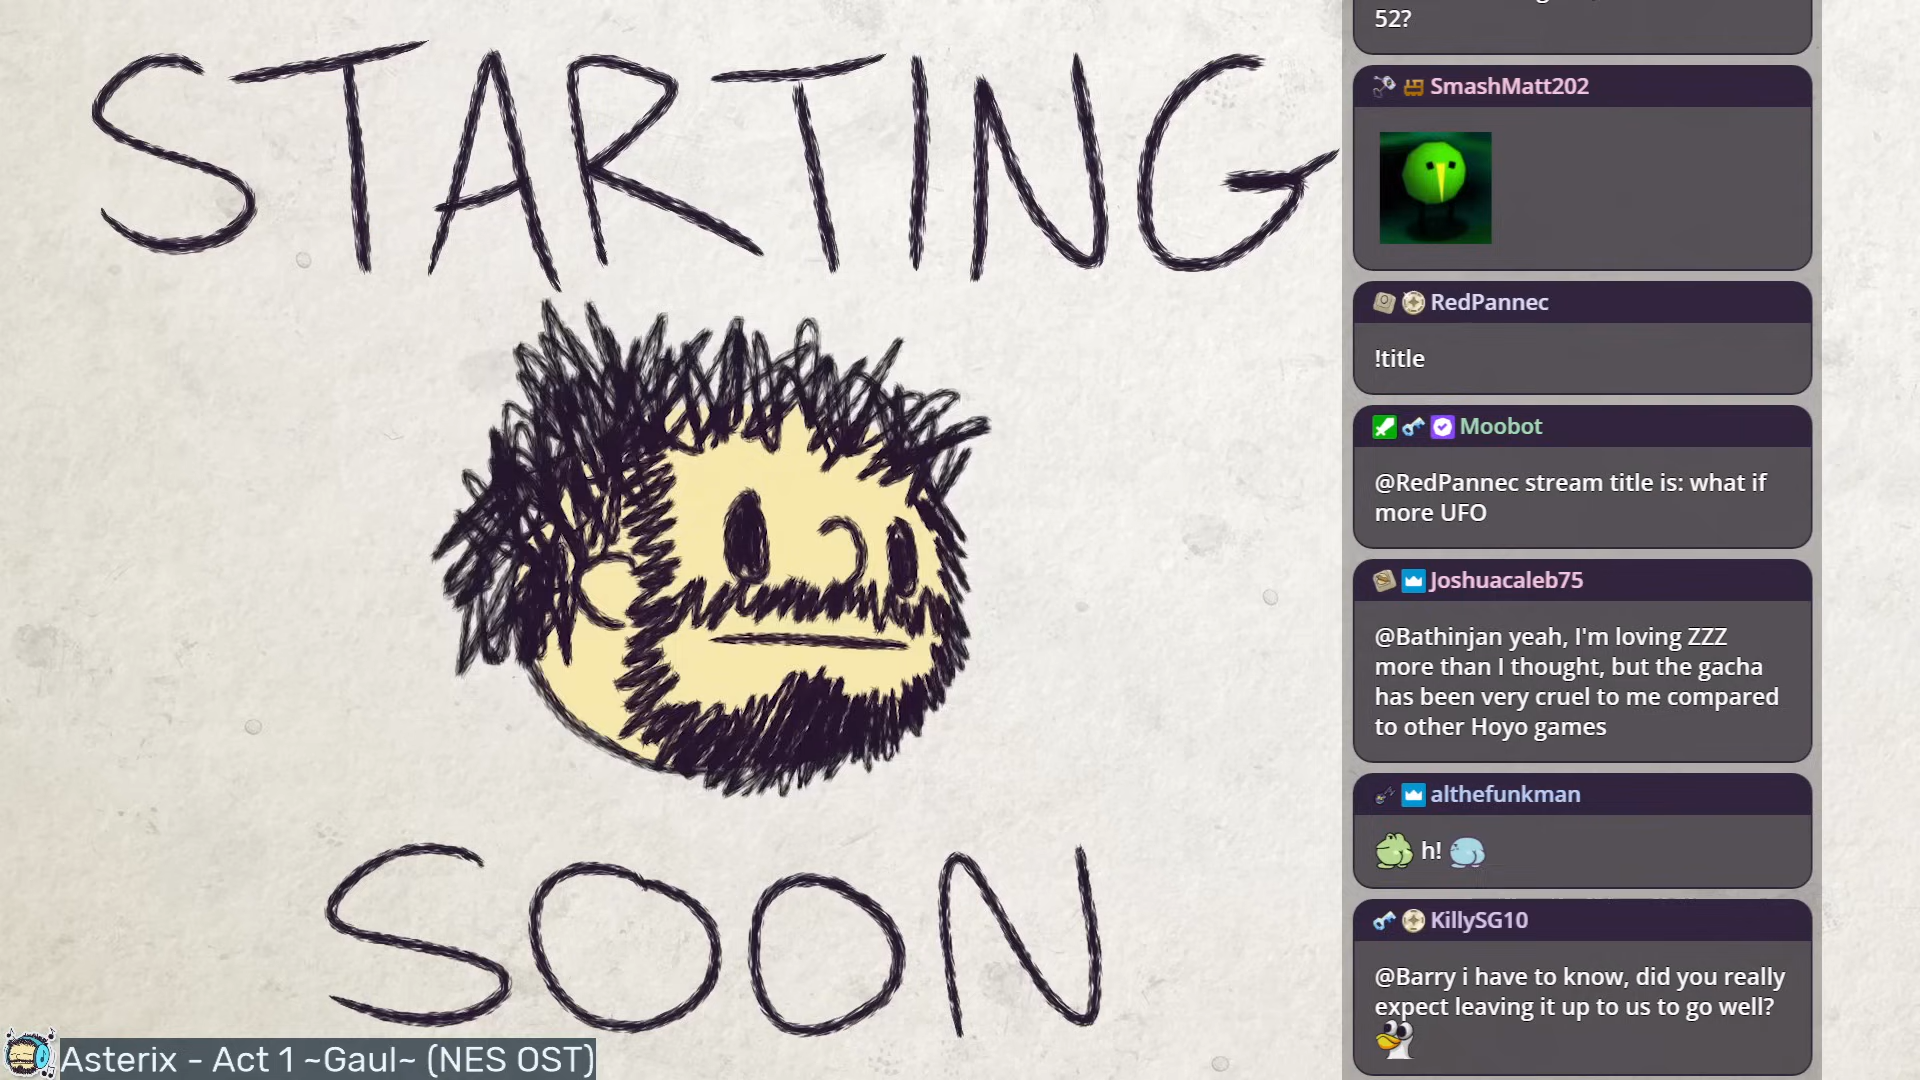 STARTING
SOON
Asterix - Act 1 ~Gaul~ (NES OST)
52?
SmashMatt202
RedPannec
!title
Moobot
@RedPannec stream title is: what if
more UFO
Joshuacaleb75
@Bathinjan yeah, I'm loving ZZZ
more than I thought, but the gacha
has been very cruel to me compared
to other Hoyo games
althefunkman
h!
KillySG10
@Barry i have to know, did you really
expect leaving it up to us to go well?